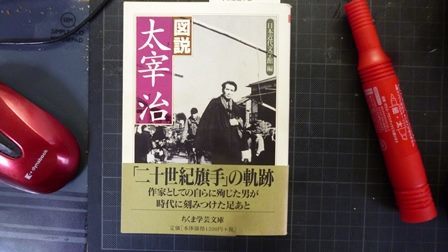 図説
太宰治
日本近代文学館 編
「二十世紀旗手」の軌跡
作家としての自らに殉じた男が
時代に刻みつけた足あと
ちくま学芸文庫
dynabook